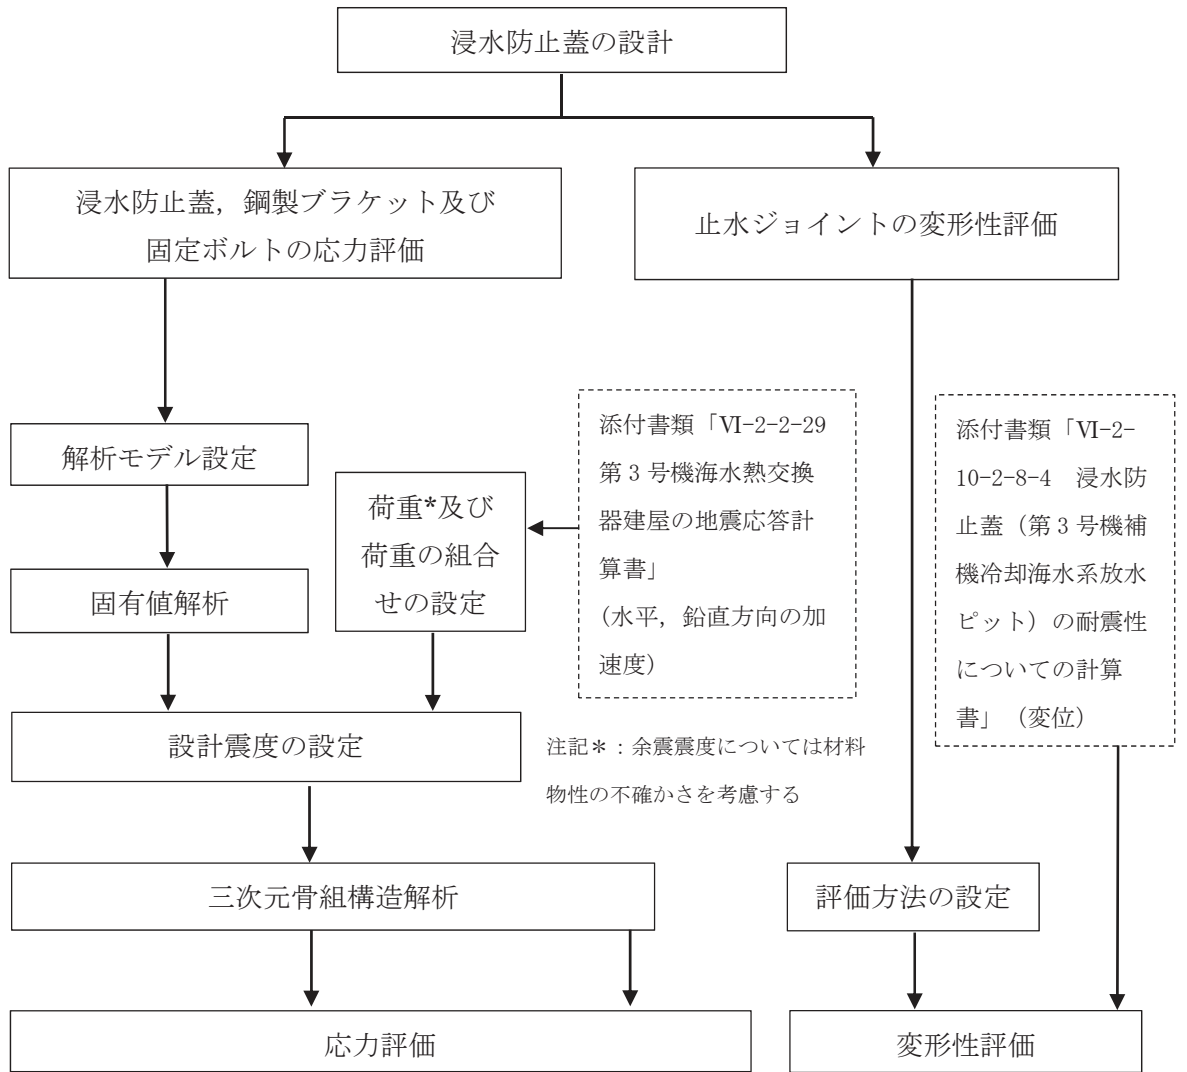 浸水防止蓋の設計
浸水防止蓋，鋼製ブラケット及び
固定ボルトの応力評価
止水ジョイントの変形性評価
解析モデル設定
固有値解析
荷重*及び
荷重の組合
せの設定
添付書類「Ⅵ-2-2-29
第3号機海水熱交換
器建屋の地震応答計
算書」
（水平，鉛直方向の加
速度）
添付書類「Ⅵ-2-
10-2-8-4　浸水防
止蓋（第3号機補
機冷却海水系放水
ピット）の耐震性
についての計算
書」（変位）
設計震度の設定
注記＊：余震震度については材料
物性の不確かさを考慮する
三次元骨組構造解析
評価方法の設定
応力評価
変形性評価